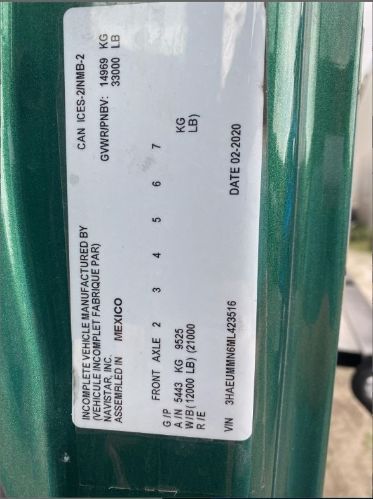 INCOMPLETE VEHICLE MANUFACTURED BY CAN ICES-2/NMB-2
(VEHICULE INCOMPLET FABRIQUE PAR)
NAVISTAR, INC. GVWR/PNBV: 14969 KG
ASSEMBLED IN MEXICO 33000 LB
FRONT AXLE 2 3 4 5 6 7
G/P
A/N 5443 KG 9525 KG
W/B(12000 LB) (21000 LB)
R/E
VIN 3HAEUMMN6ML423516 DATE 02-2020